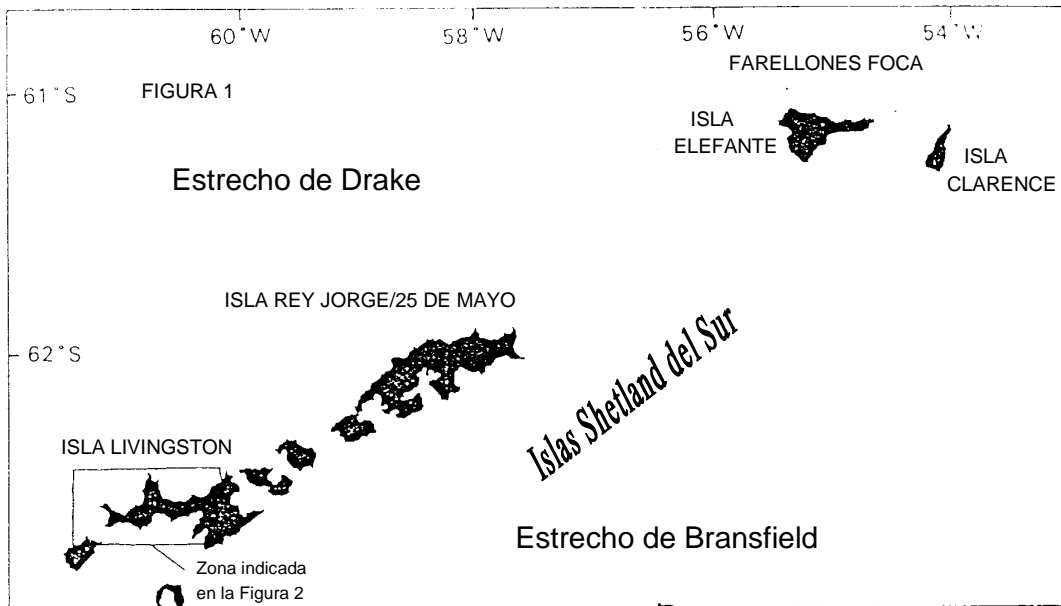 60°W 58°W 56°W 54°W
FARELLONES FOCA
61°S
FIGURA 1
ISLA
ELEFANTE
ISLA
CLARENCE
Estrecho de Drake
ISLA REY JORGE/25 DE MAYO
62°S
Islas Shetland del Sur
ISLA LIVINGSTON
Estrecho de Bransfield
Zona indicada
en la Figura 2